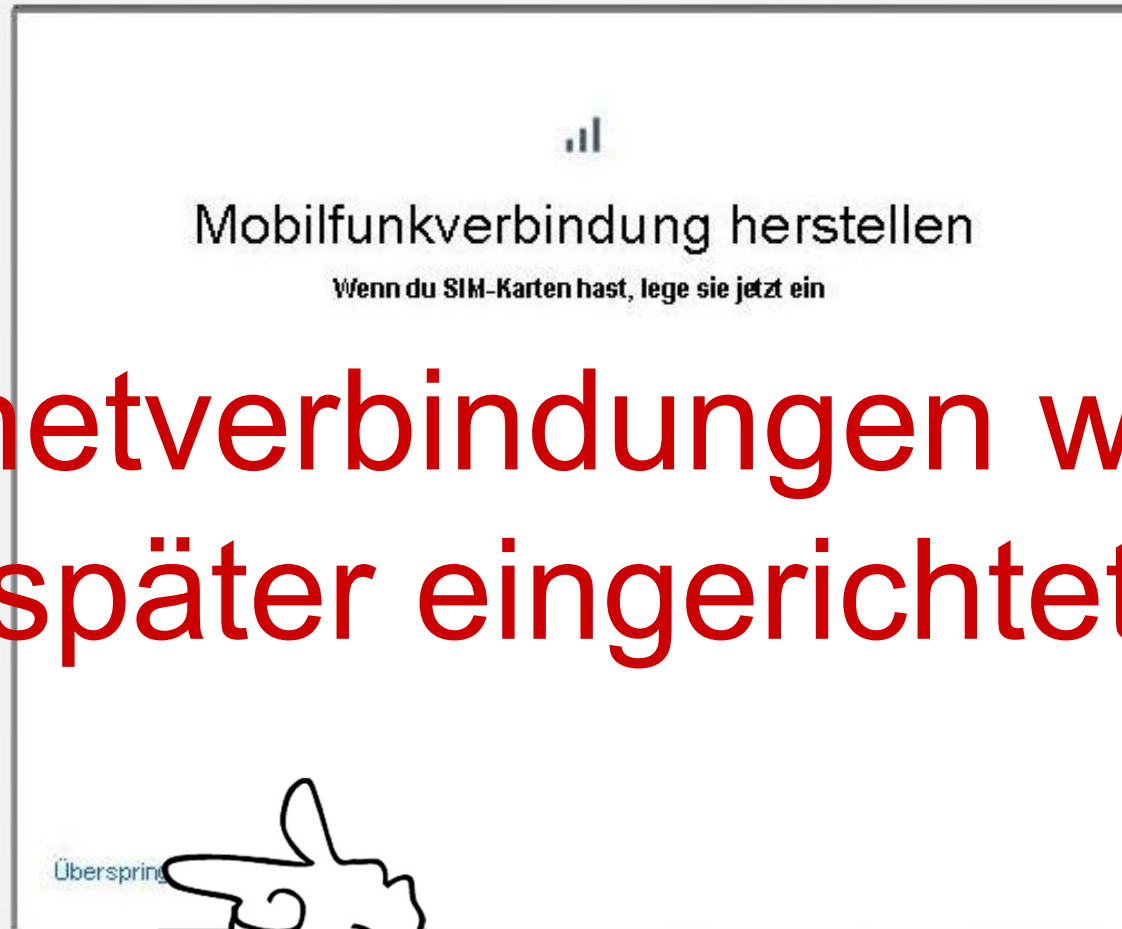 Mobilfunkverbindung herstellen
Wenn du SIM-Karten hast, lege sie jetzt ein
netverbindungen w
später eingerichtet
Überspring